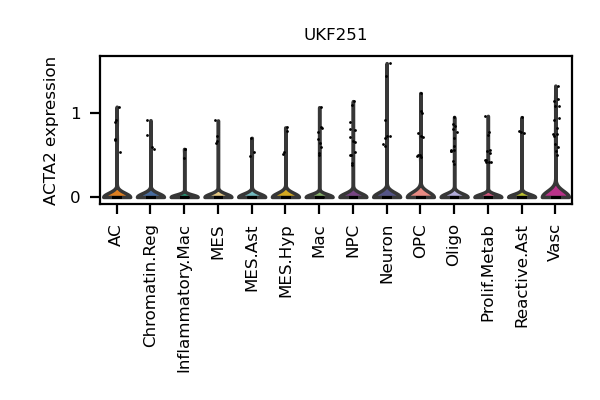 UKF251
ACTA2 expression
1
0
AC
Chromatin.Reg
Inflammatory.Mac
MES
MES.Ast
MES.Hyp
Mac
NPC
Neuron
OPC
Oligo
Prolif.Metab
Reactive.Ast
Vasc